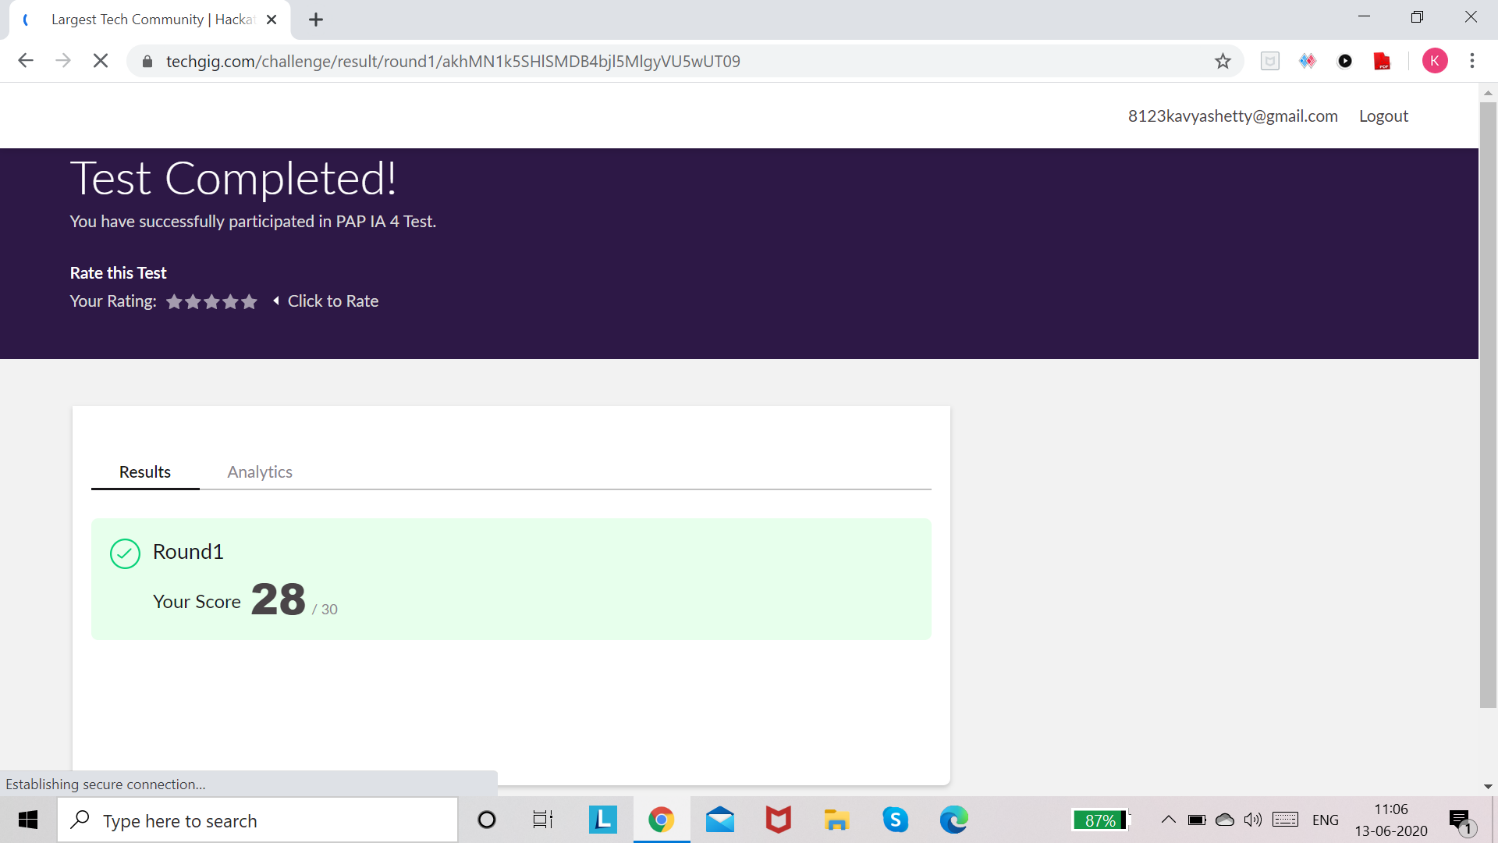 Largest Tech Community | Hacka
techgig.com/challenge/result/round1/akhMN1k5SHlSMDB4bjl5MlgyVU5wUT09
K
8123kavyashetty@gmail.com Logout
Test Completed!
You have successfully participated in PAP IA 4 Test.
Rate this Test
Your Rating: Click to Rate
Results Analytics
Round1
Your Score 28 / 30
Establishing secure connection...
Type here to search
L
S
87%
ENG
11:06
13-06-2020
1